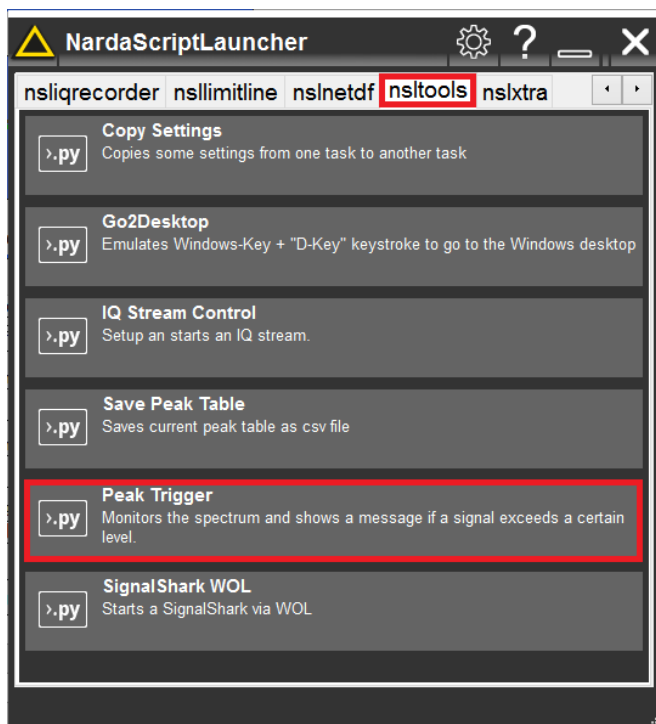 NardaScriptLauncher
?
nsliqrecorder nsllimitline nslnetdf nsltools nslxtra
Copy Settings
>.py
Copies some settings from one task to another task
Go2Desktop
>.py
Emulates Windows-Key + "D-Key" keystroke to go to the Windows desktop
IQ Stream Control
>.py
Setup an starts an IQ stream.
Save Peak Table
>.py
Saves current peak table as csv file
Peak Trigger
>.py
Monitors the spectrum and shows a message if a signal exceeds a certain
level.
SignalShark WOL
>.py
Starts a SignalShark via WOL